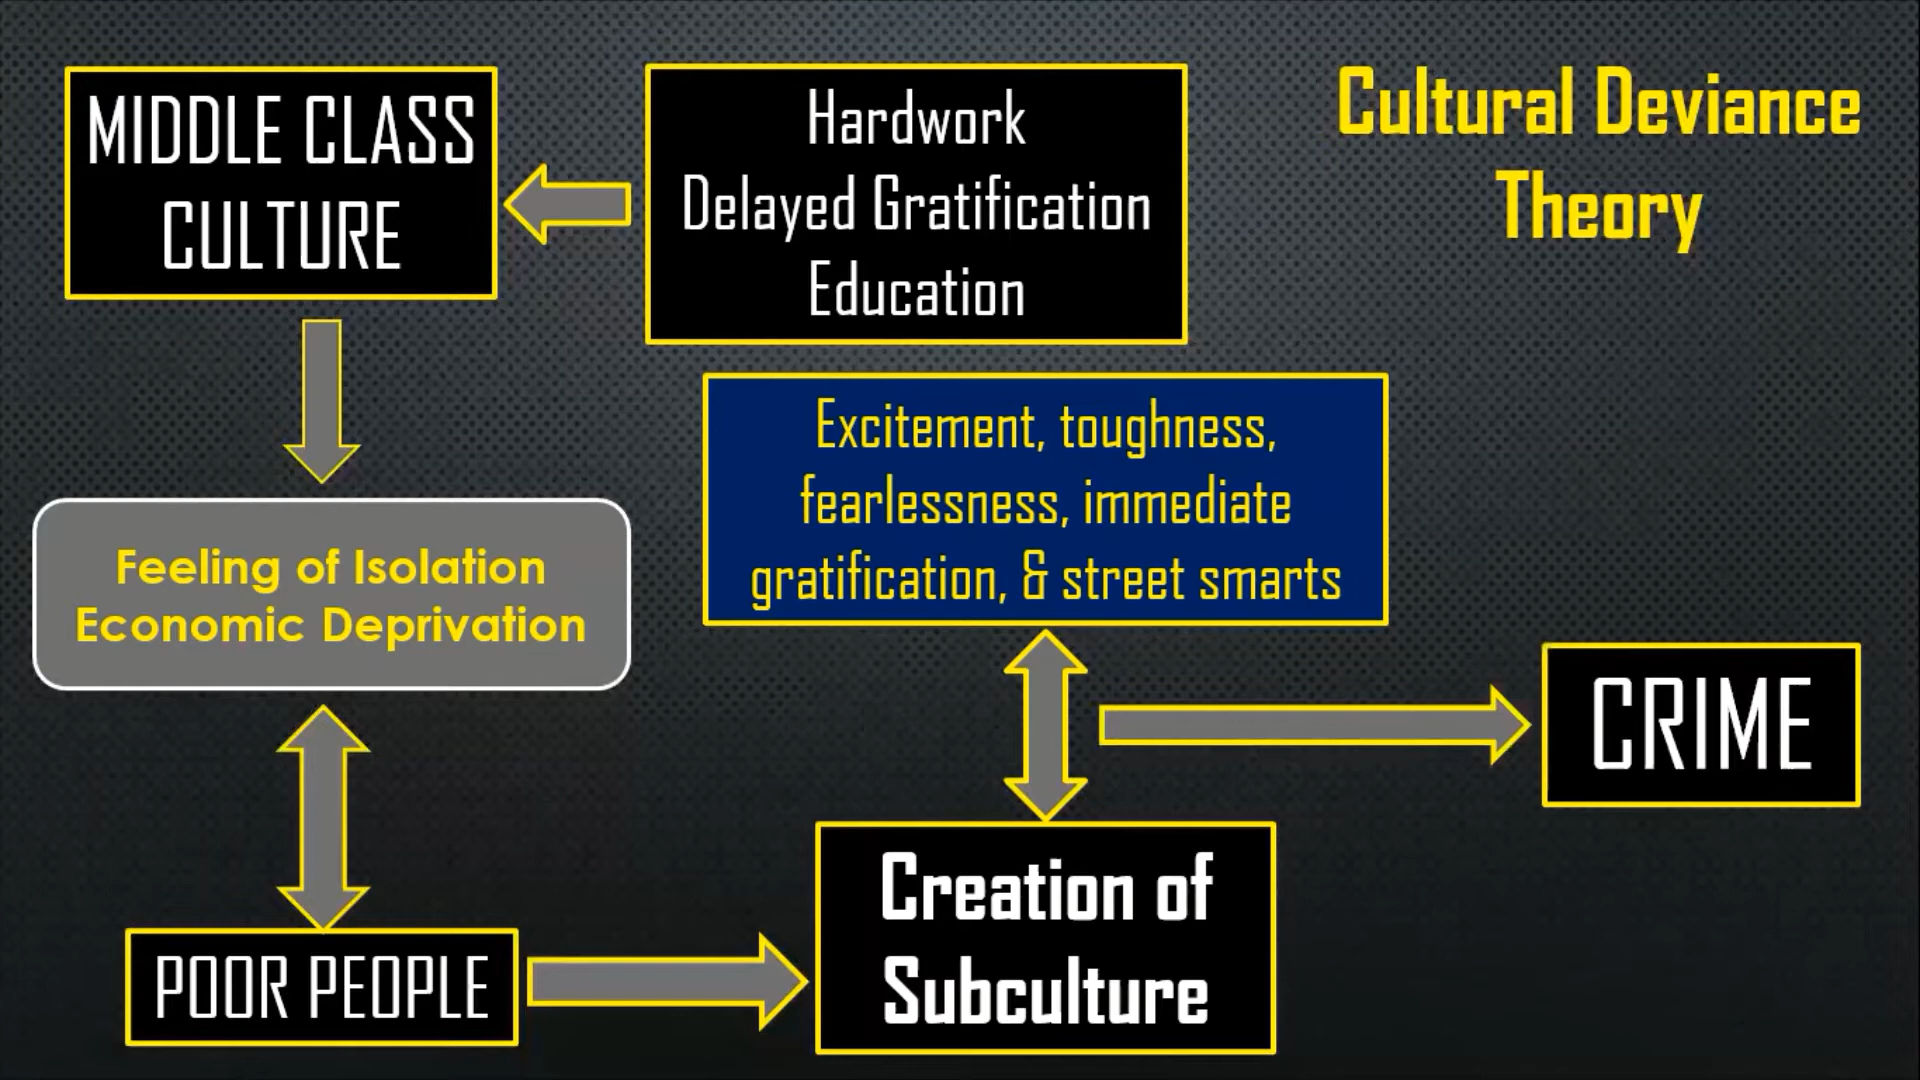 MIDDLE CLASS
CULTURE
Hardwork
Delayed Gratification
Education
Cultural Deviance
Theory
Excitement, toughness,
fearlessness, immediate
gratification, & street smarts
Feeling of Isolation
Economic Deprivation
CRIME
POOR PEOPLE
Creation of
Subculture